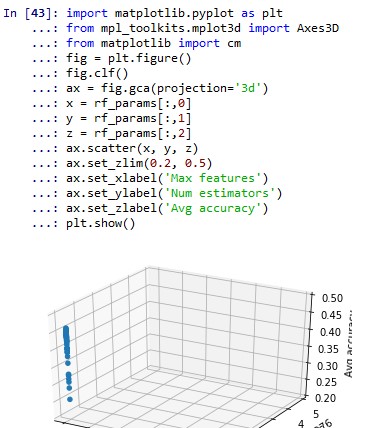 In [43]: import matplotlib.pyplot as plt
...: from mpl_toolkits.mplot3d import Axes3D
...: from matplotlib import cm
...: fig = plt.figure()
...: fig.clf()
...: ax = fig.gca(projection='3d')
...: x = rf_params[:,0]
...: y = rf_params[:,1]
...: z = rf_params[:,2]
...: ax.scatter(x, y, z)
...: ax.set_zlim(0.2, 0.5)
...: ax.set_xlabel('Max features')
...: ax.set_ylabel('Num estimators')
...: ax.set_zlabel('Avg accuracy')
...: plt.show()
0.50
0.45
0.40
0.35
0.30
0.25
0.20
Avg accuracy
5
4